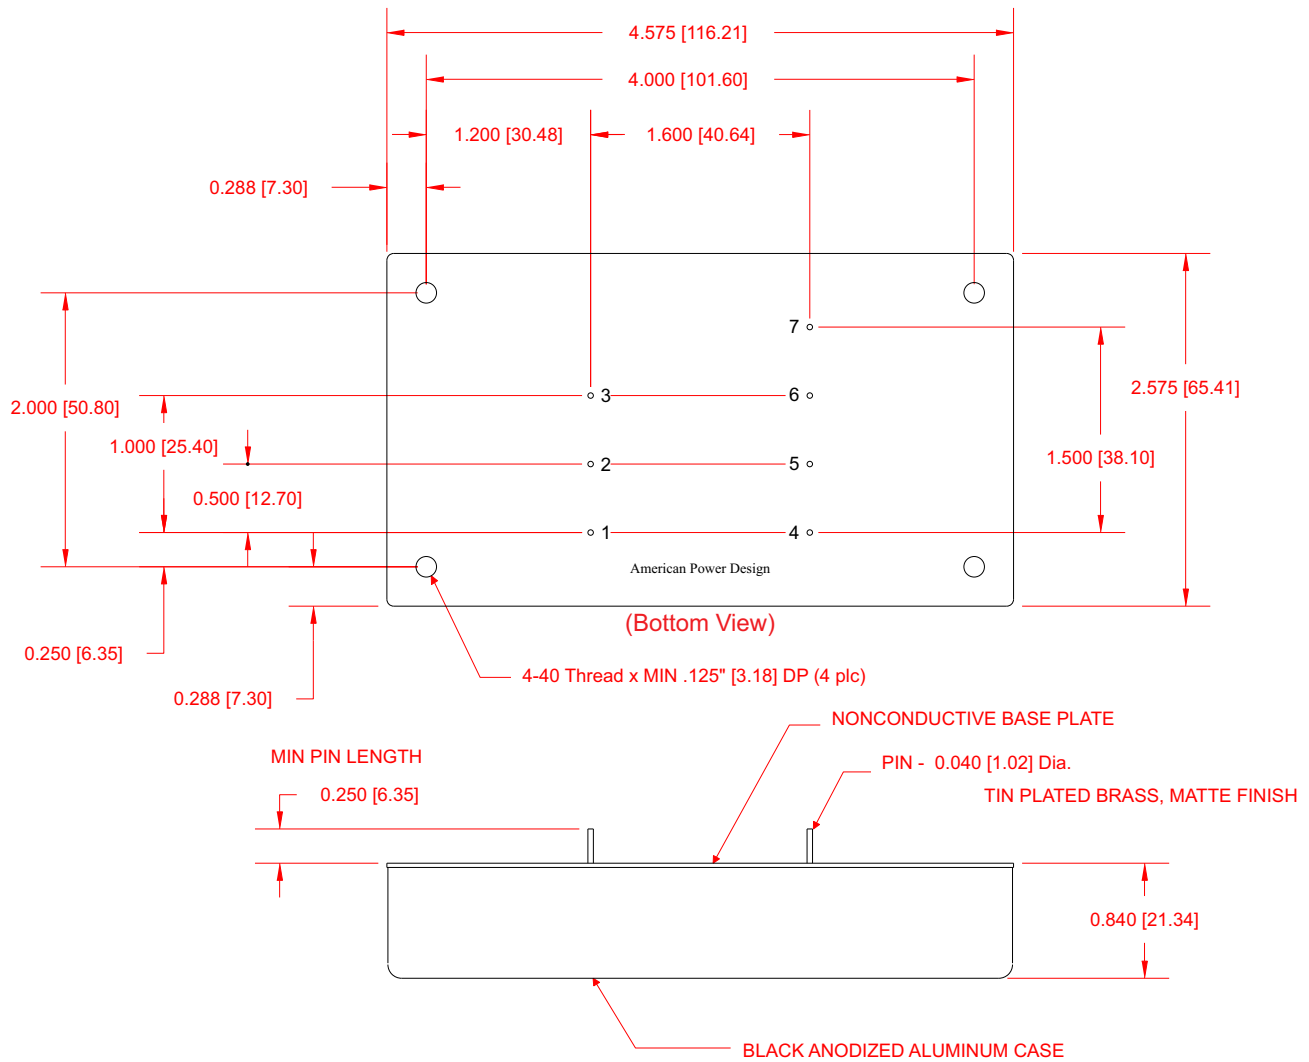 4.575 [116.21]
4.000 [101.60]
1.200 [30.48]
1.600 [40.64]
0.288 [7.30]
7
2.575 [65.41]
3
6
2.000 [50.80]
1.000 [25.40]
2
5
1.500 [38.10]
0.500 [12.70]
1
4
American Power Design
(Bottom View)
0.250 [6.35]
4-40 Thread x MIN .125" [3.18] DP (4 plc)
0.288 [7.30]
NONCONDUCTIVE BASE PLATE
MIN PIN LENGTH
0.250 [6.35]
PIN - 0.040 [1.02] Dia.
TIN PLATED BRASS, MATTE FINISH
0.840 [21.34]
BLACK ANODIZED ALUMINUM CASE